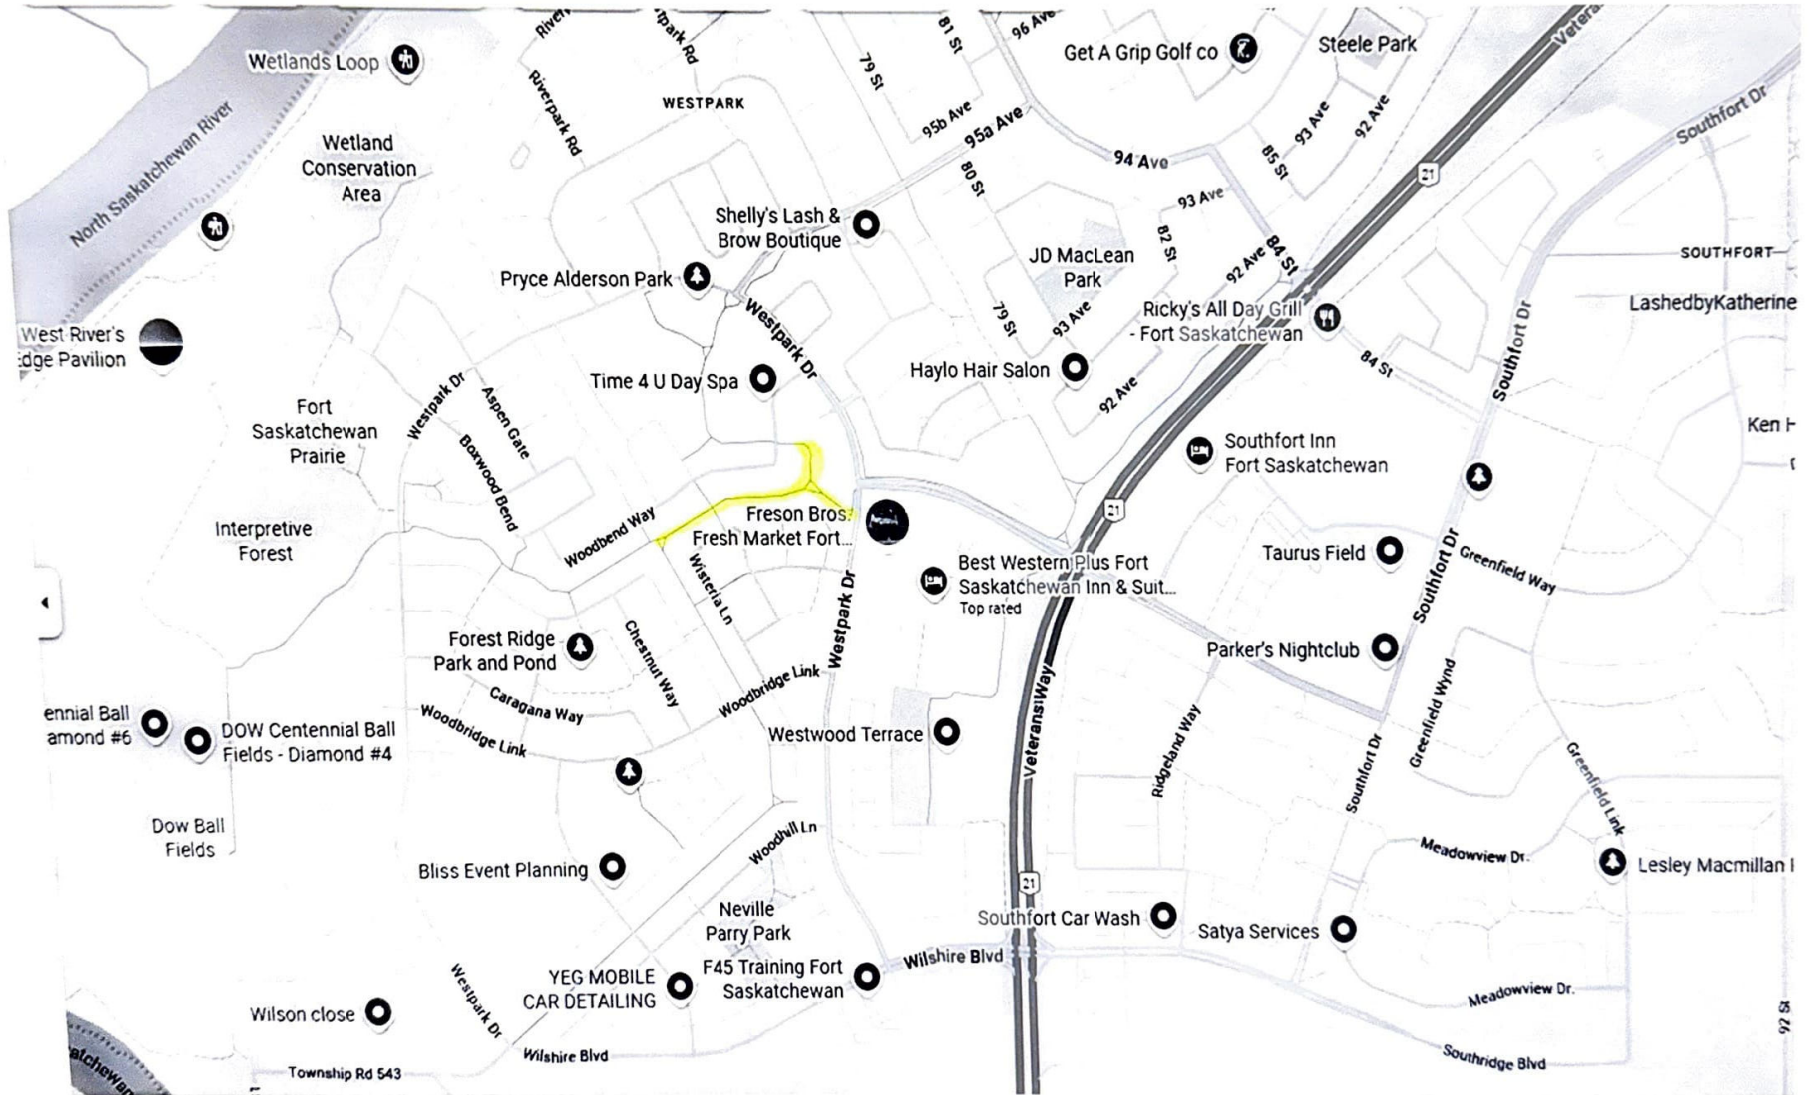 Wetlands Loop
North Saskatchewan River
Wetland
Conservation
Area
Riverpark Rd
WESTPARK
79 St
81 St
96 Ave
95b Ave
95a Ave
Get A Grip Golf co
Steele Park
93 Ave
92 Ave
85 St
94 Ave
21
Southfort Dr
80 St
93 Ave
82 St
84 St
92 Ave
Shelly's Lash &
Brow Boutique
Pryce Alderson Park
JD MacLean
Park
SOUTHFORT
LashedbyKatherine
West River's
Edge Pavilion
Westpark Dr
79 St
93 Ave
Ricky's All Day Grill
- Fort Saskatchewan
Southfort Dr
84 St
Time 4 U Day Spa
Haylo Hair Salon
92 Ave
Fort
Saskatchewan
Prairie
Westpark Dr
Aspen Gate
Boxwood Bend
Southfort Inn
Fort Saskatchewan
Ken H
21
Interpretive
Forest
Woodbend Way
Freson Bros.
Fresh Market Fort...
Wisteria Ln
Westpark Dr
Best Western Plus Fort
Saskatchewan Inn & Suit...
Top rated
Taurus Field
Southfort Dr
Greenfield Way
Forest Ridge
Park and Pond
Chestnut Way
Woodbridge Link
Caragana Way
Woodbridge Link
Parker's Nightclub
Greenfield Wynd
Veterans Way
Westwood Terrace
Ridgeland Way
Southfort Dr
Greenfield Link
ennial Ball
amond #6
DOW Centennial Ball
Fields - Diamond #4
Dow Ball
Fields
Woodhill Ln
Bliss Event Planning
21
Meadowview Dr.
Lesley Macmillan
Neville
Parry Park
Southfort Car Wash
Satya Services
Wilshire Blvd
YEG MOBILE
CAR DETAILING
F45 Training Fort
Saskatchewan
Westpark Dr
Wilson close
Meadowview Dr.
92 St
Wilshire Blvd
Southridge Blvd
Township Rd 543